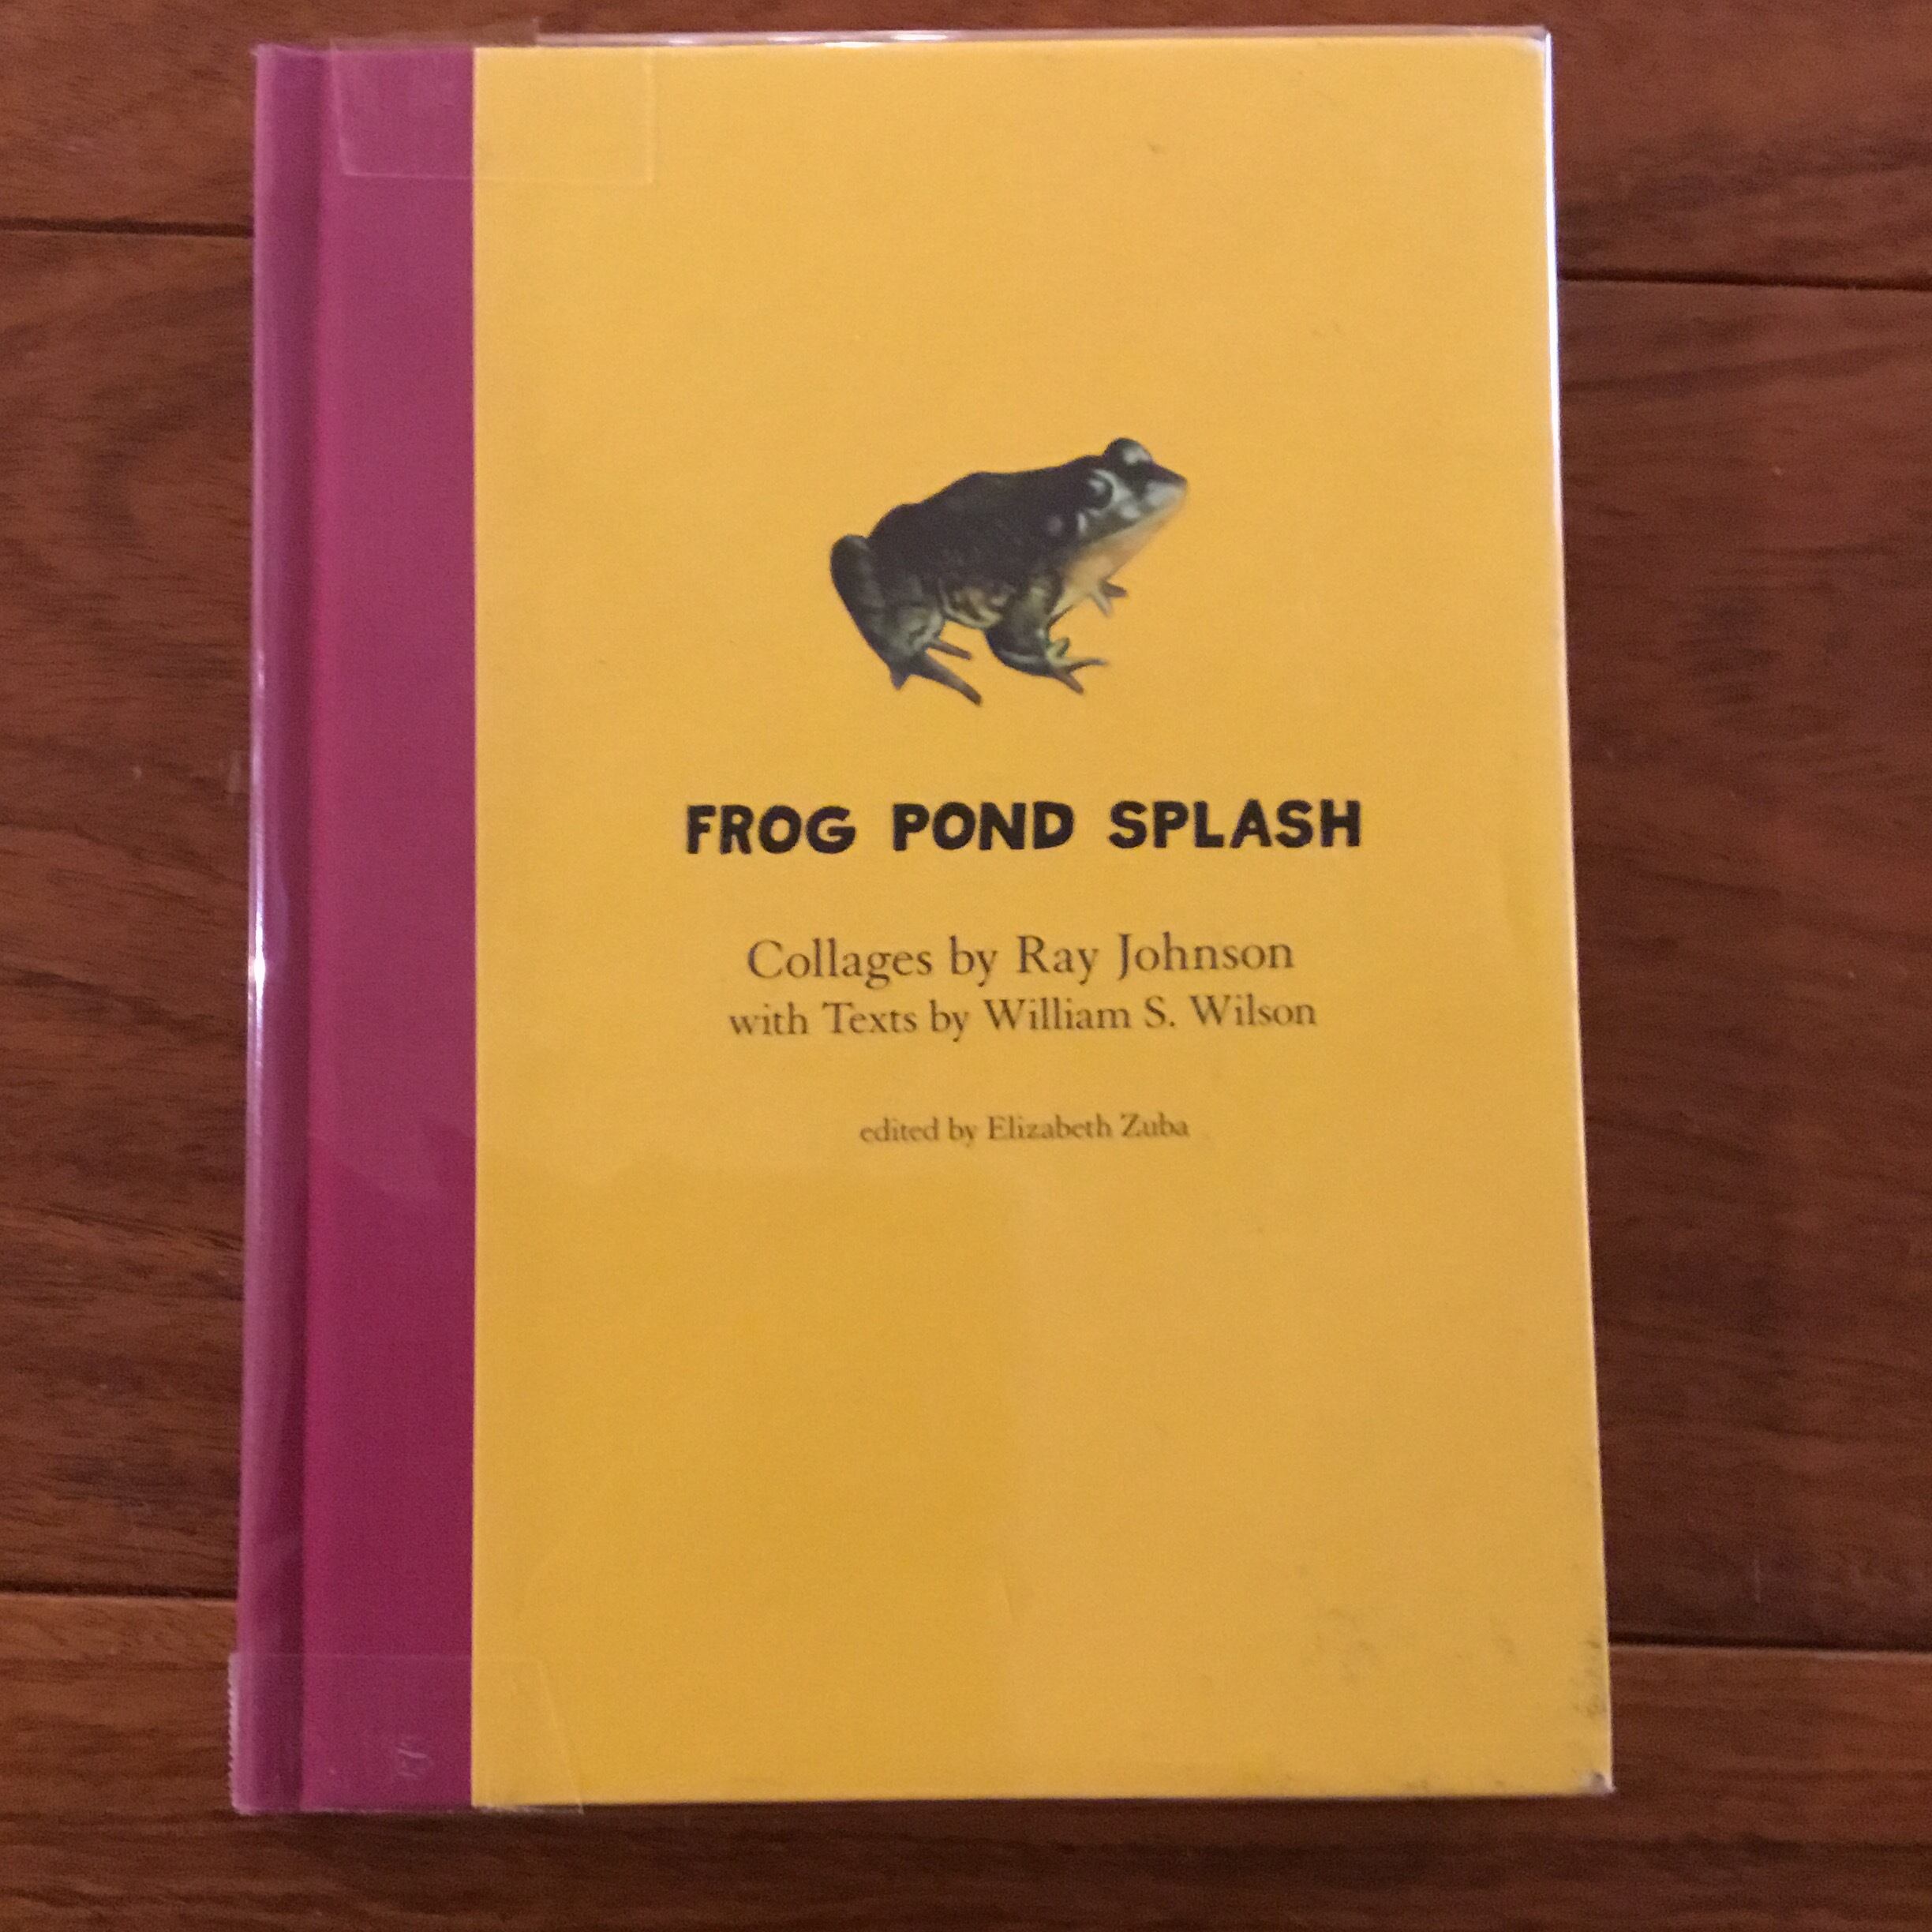 FROG POND SPLASH
Collages by Ray Johnson
with Texts by William S. Wilson
edited by Elizabeth Zuba